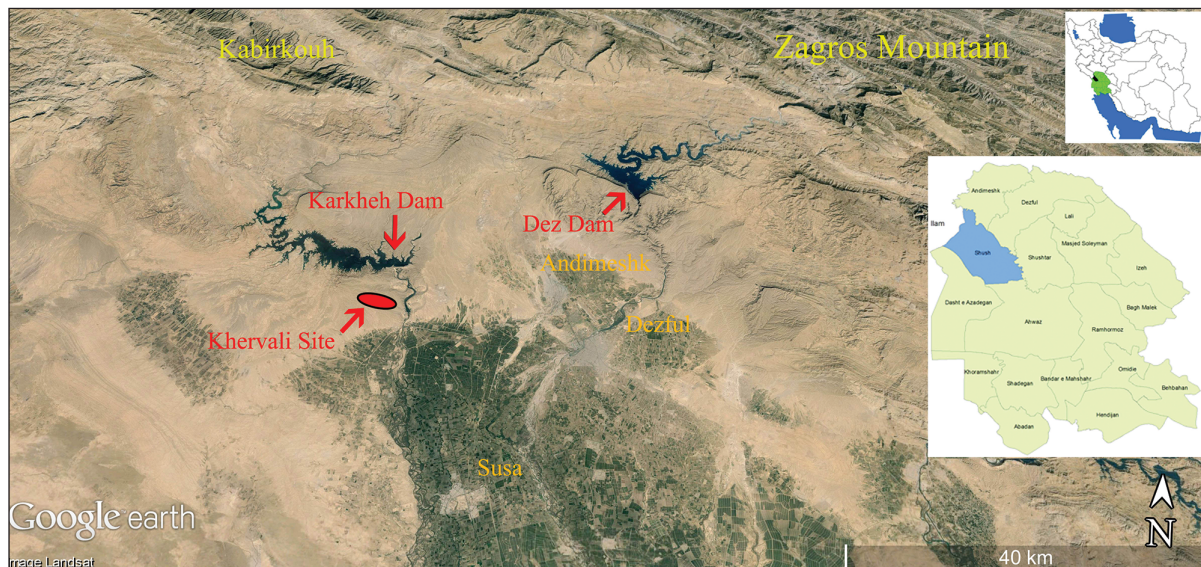 Kabirkouh
Zagros Mountain
Karkheh Dam
Dez Dam
Andimeshk
Khervali Site
Dezful
Susa
Andimeshk
Dezful
Ilam
Lali
Shush
Shushtar
Masjed Soleyman
Izeh
Dasht e Azadegan
Bagh Malek
Ahwaz
Ramhormoz
Khoramshahr
Shadegan
Bandar e Mahshahr
Omidie
Behbahan
Hendijan
Abadan
Google earth
N
mage Landsat
40 km